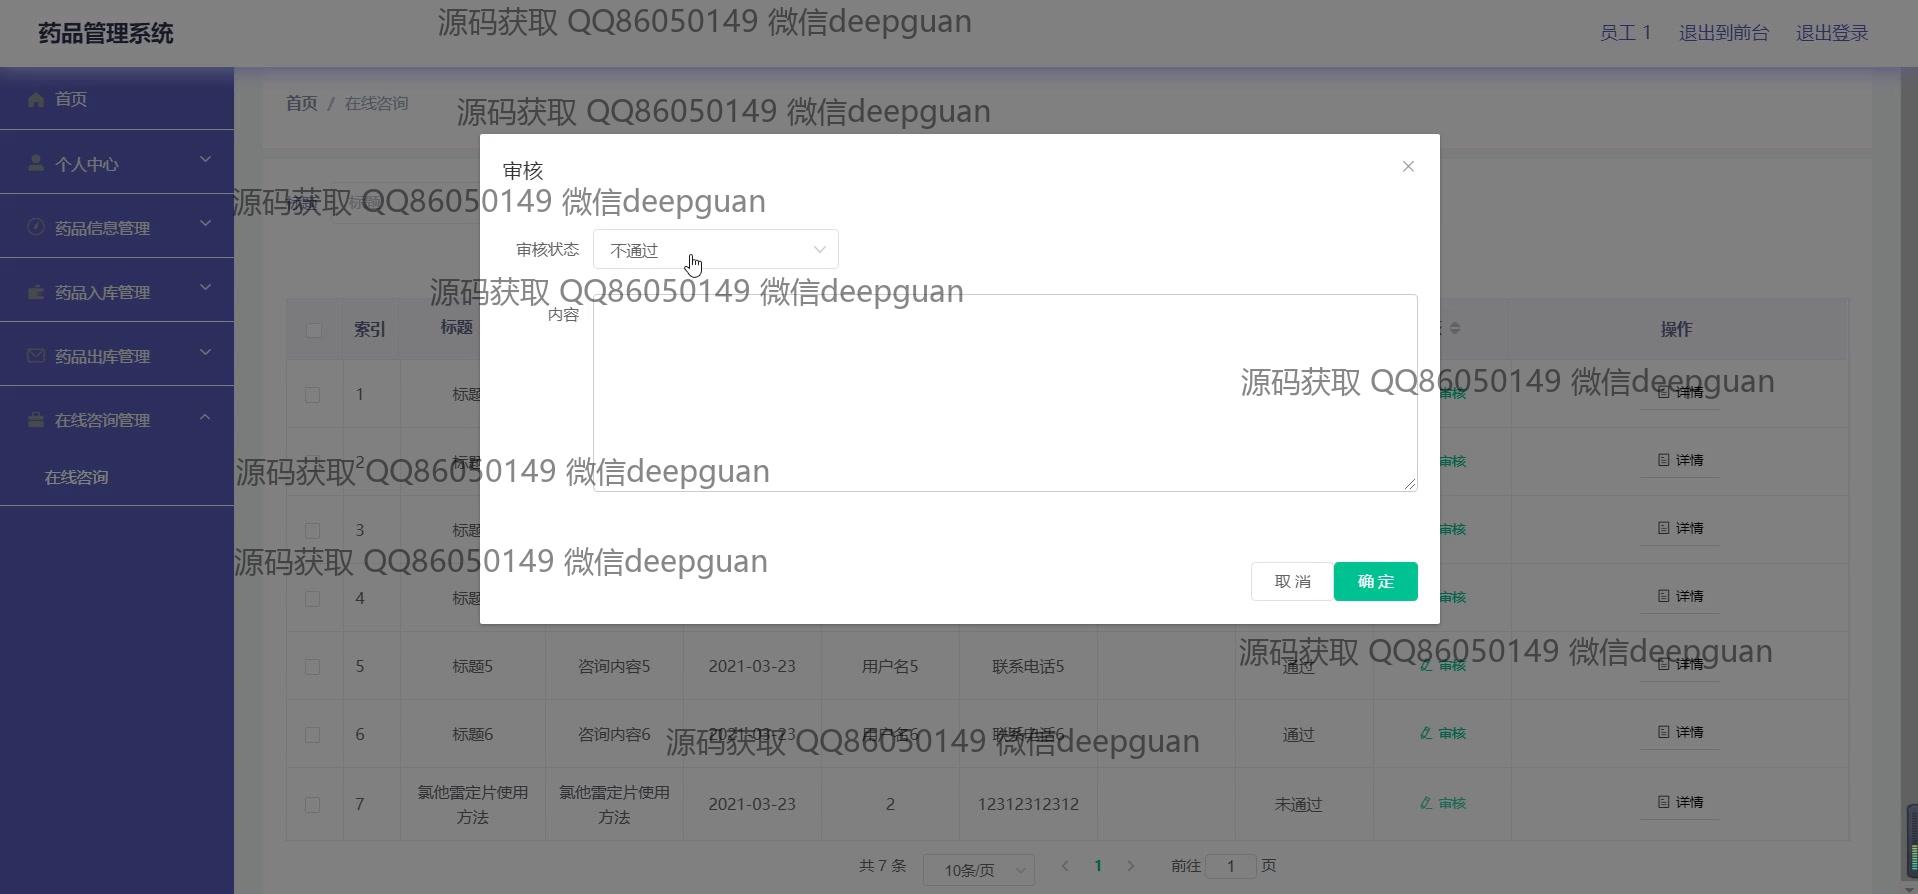 药品管理系统
源码获取 QQ86050149 微信deepguan
员工 1 退出到前台 退出登录
首页
首页 / 在线咨询
源码获取 QQ86050149 微信deepguan
个人中心
审核
源码获取 QQ86050149 微信deepguan
标题 标题
药品信息管理
审核状态 不通过
药品入库管理
源码获取 QQ86050149 微信deepguan
内容
索引 标题 操作
药品出库管理
源码获取 QQ86050149 微信deepguan
1 标题 审核 详情
在线咨询管理
2 标题 审核 详情
源码获取 QQ86050149 微信deepguan
在线咨询
3 标题 审核 详情
源码获取 QQ86050149 微信deepguan
取消 确定
4 标题 审核 详情
源码获取 QQ86050149 微信deepguan
5 标题5 咨询内容5 2021-03-23 用户名5 联系电话5 通过 审核 详情
6 标题6 咨询内容6 2021-03-23 用户名6 联系电话6 通过 审核 详情
源码获取 QQ86050149 微信deepguan
7 氯他雷定片使用方法 氯他雷定片使用方法 2021-03-23 2 12312312312 未通过 审核 详情
共 7 条 10条/页 1 前往 1 页